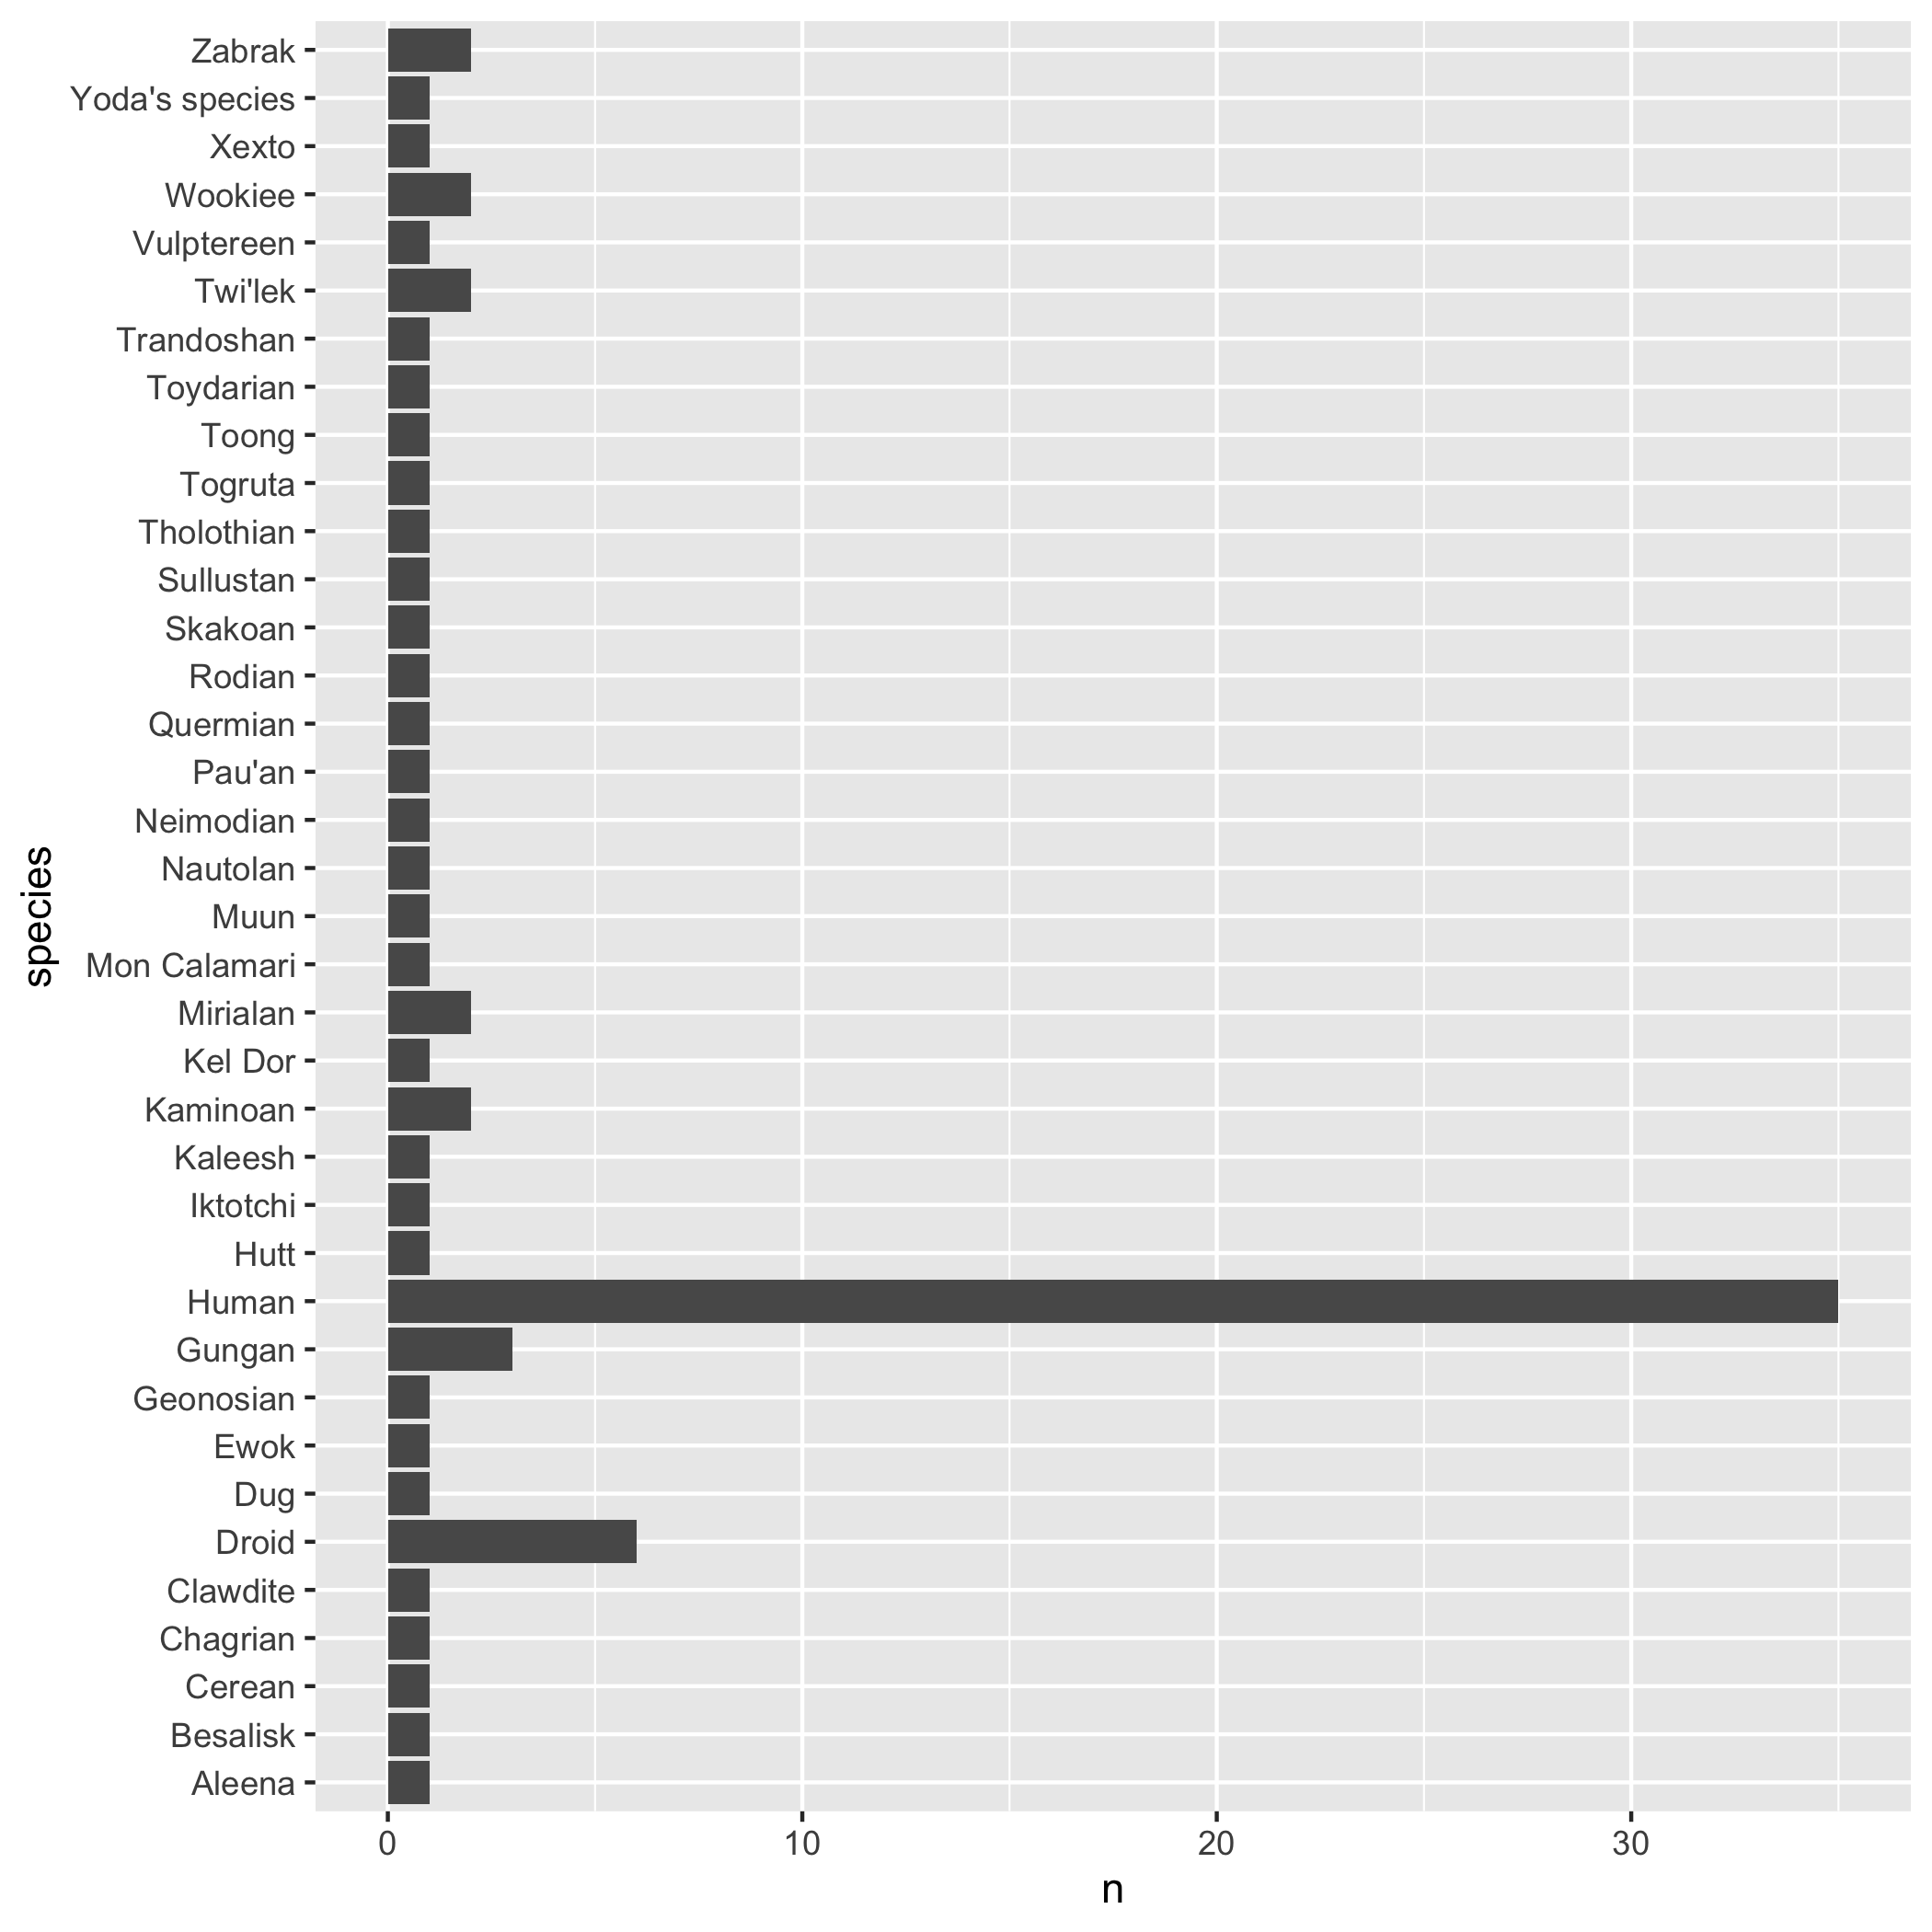 Zabrak
Yoda's species
Xexto
Wookiee
Vulptereen
Twi'lek
Trandoshan
Toydarian
Toong
Togruta
Tholothian
Sullustan
Skakoan
Rodian
Quermian
Pau'an
Neimodian
Nautolan
Muun
Mon Calamari
Mirialan
Kel Dor
Kaminoan
Kaleesh
Iktotchi
Hutt
Human
Gungan
Geonosian
Ewok
Dug
Droid
Clawdite
Chagrian
Cerean
Besalisk
Aleena
species
0 10 20 30
n